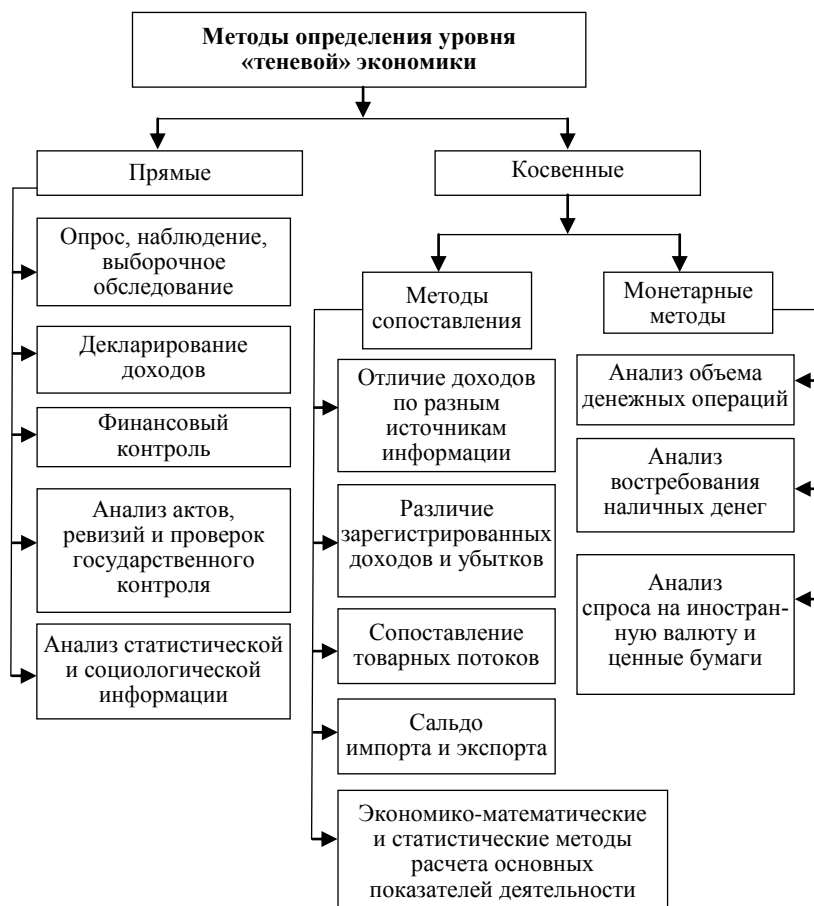 Методы определения уровня
«теневой» экономики
Прямые
Косвенные
Опрос, наблюдение,
выборочное
обследование
Декларирование
доходов
Финансовый
контроль
Анализ актов,
ревизий и проверок
государственного
контроля
Анализ статистической
и социологической
информации
Методы
сопоставления
Отличие доходов
по разным
источникам
информации
Различие
зарегистрированных
доходов и убытков
Сопоставление
товарных потоков
Сальдо
импорта и экспорта
Экономико-математические
и статистические методы
расчета основных
показателей деятельности
Монетарные
методы
Анализ объема
денежных операций
Анализ
востребования
наличных денег
Анализ
спроса на иностран-
ную валюту и
ценные бумаги